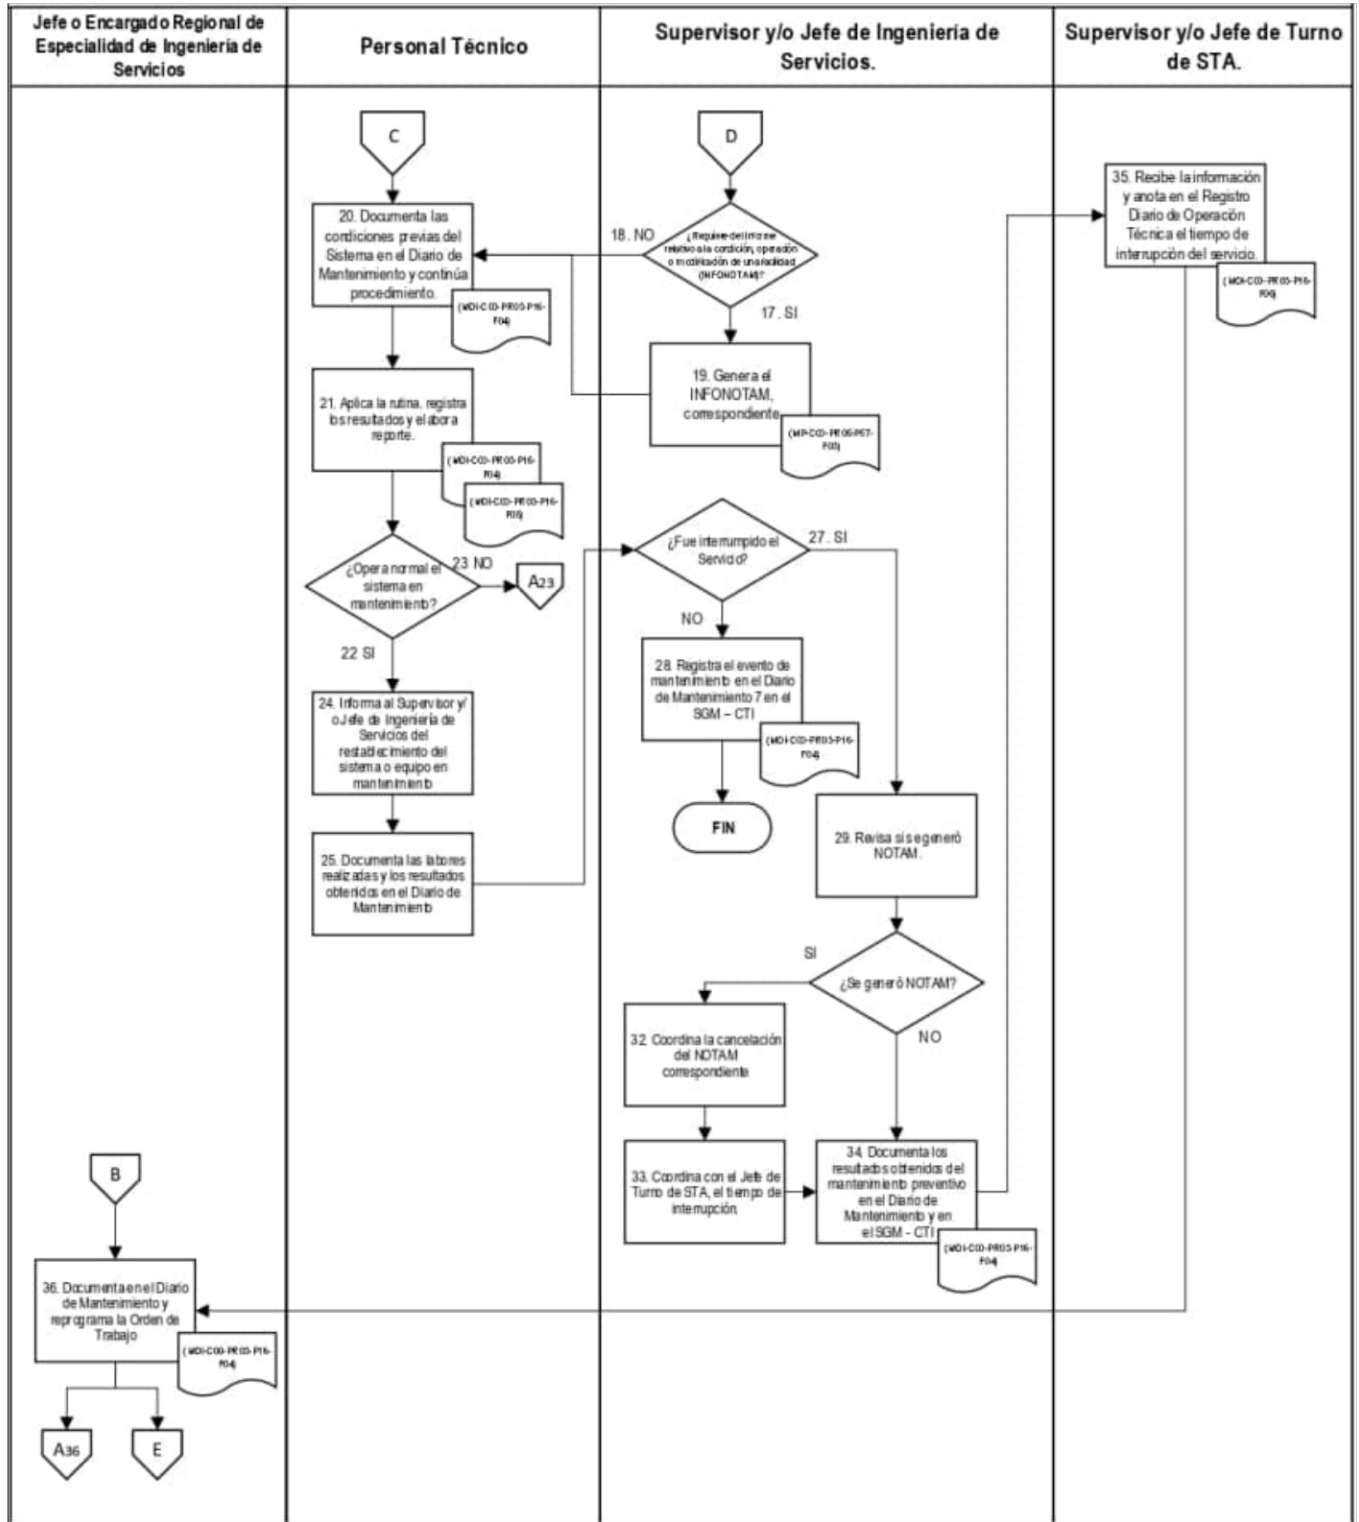 Jefe o Encargado Regional de
Especialidad de Ingeniería de
Servicios
Personal Técnico
Supervisor y/o Jefe de Ingeniería de
Servicios.
Supervisor y/o Jefe de Turno
de STA.
C
20. Documenta las
condiciones previas del
Sistema en el Diario de
Mantenimiento y continúa
procedimiento.
21. Aplica la rutina, registra
los resultados y elabora
reporte.
¿Opera normal el
sistema en
mantenimiento?
23 NO
A23
22 SI
24. Informa al Supervisor y/
o Jefe de Ingeniería de
Servicios del
restablecimiento del
sistema o equipo en
mantenimiento
25. Documenta las labores
realizadas y los resultados
obtenidos en el Diario de
Mantenimiento
D
18. NO
relativo a la condición, operación
o modificación de una facilidad
(INFONOTAM)?
17. SI
19. Genera el
INFONOTAM,
correspondiente
¿Fue interrumpido el
Servicio?
27. SI
NO
28. Registra el evento de
mantenimiento en el Diario
de Mantenimiento 7 en el
SGM – CTI
FIN
29. Revisa si se generó
NOTAM.
SI
¿Se generó NOTAM?
NO
32. Coordina la cancelación
del NOTAM
correspondiente
33. Coordina con el Jefe de
Turno de STA, el tiempo de
interrupción.
34. Documenta los
resultados obtenidos del
mantenimiento preventivo
en el Diario de
Mantenimiento y en
el SGM - CTI
35. Recibe la información
y anota en el Registro
Diario de Operación
Técnica el tiempo de
interrupción del servicio.
B
36. Documenta en el Diario
de Mantenimiento y
reprograma la Orden de
Trabajo
A36
E